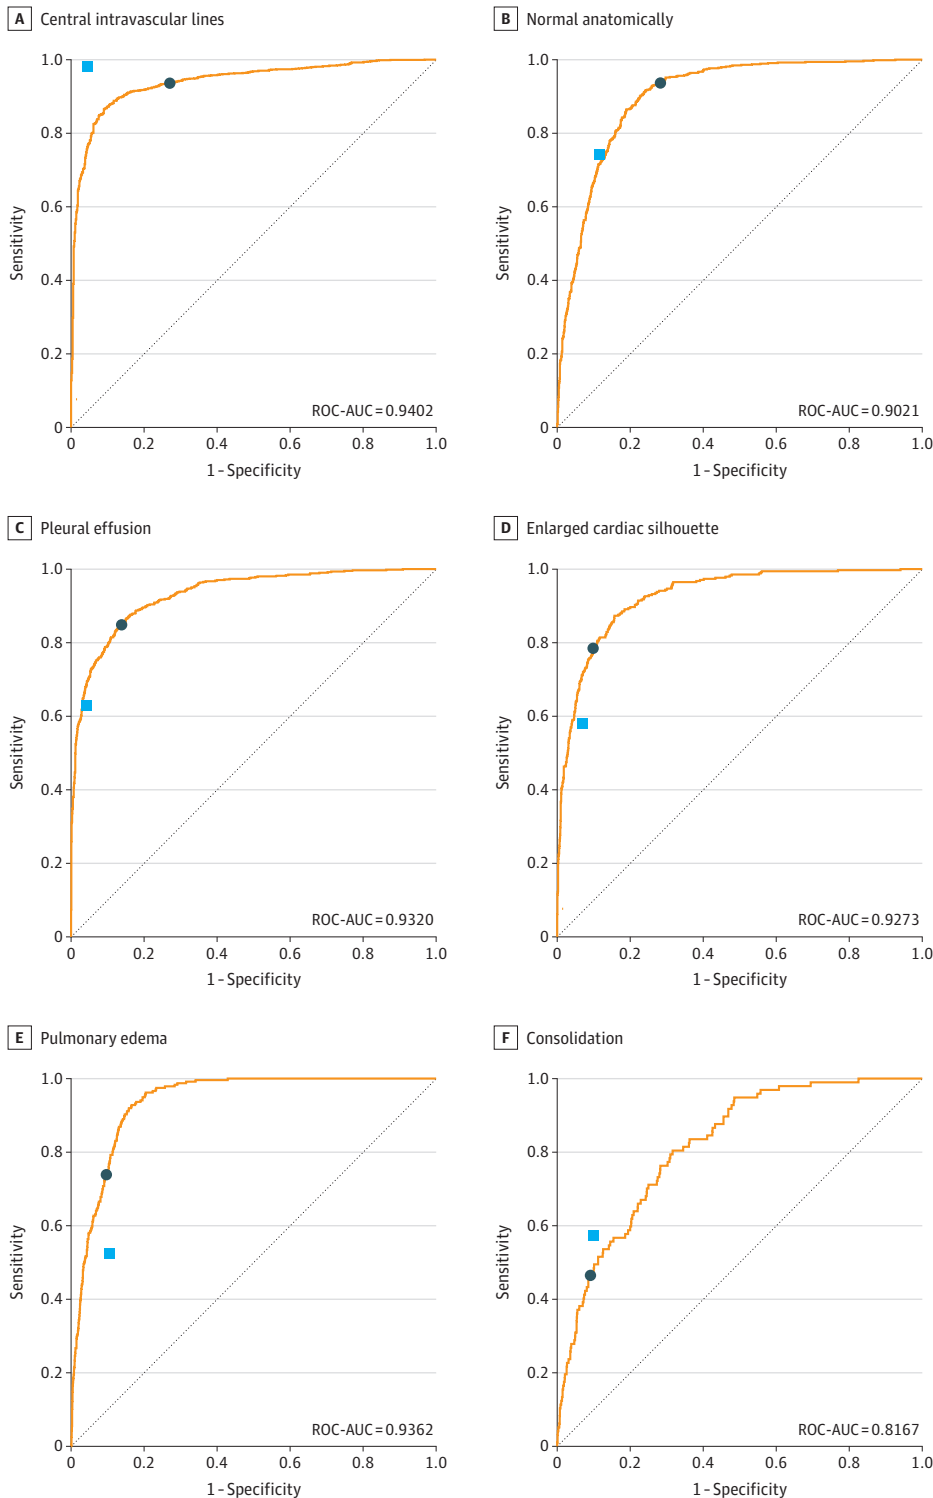 A Central intravascular lines
1.0
0.8
0.6
0.4
0.2
0
Sensitivity
ROC-AUC = 0.9402
0 0.2 0.4 0.6 0.8 1.0
1 - Specificity
B Normal anatomically
1.0
0.8
0.6
0.4
0.2
0
Sensitivity
ROC-AUC = 0.9021
0 0.2 0.4 0.6 0.8 1.0
1 - Specificity
C Pleural effusion
1.0
0.8
0.6
0.4
0.2
0
Sensitivity
ROC-AUC = 0.9320
0 0.2 0.4 0.6 0.8 1.0
1 - Specificity
D Enlarged cardiac silhouette
1.0
0.8
0.6
0.4
0.2
0
Sensitivity
ROC-AUC = 0.9273
0 0.2 0.4 0.6 0.8 1.0
1 - Specificity
E Pulmonary edema
1.0
0.8
0.6
0.4
0.2
0
Sensitivity
ROC-AUC = 0.9362
0 0.2 0.4 0.6 0.8 1.0
1 - Specificity
F Consolidation
1.0
0.8
0.6
0.4
0.2
0
Sensitivity
ROC-AUC = 0.8167
0 0.2 0.4 0.6 0.8 1.0
1 - Specificity